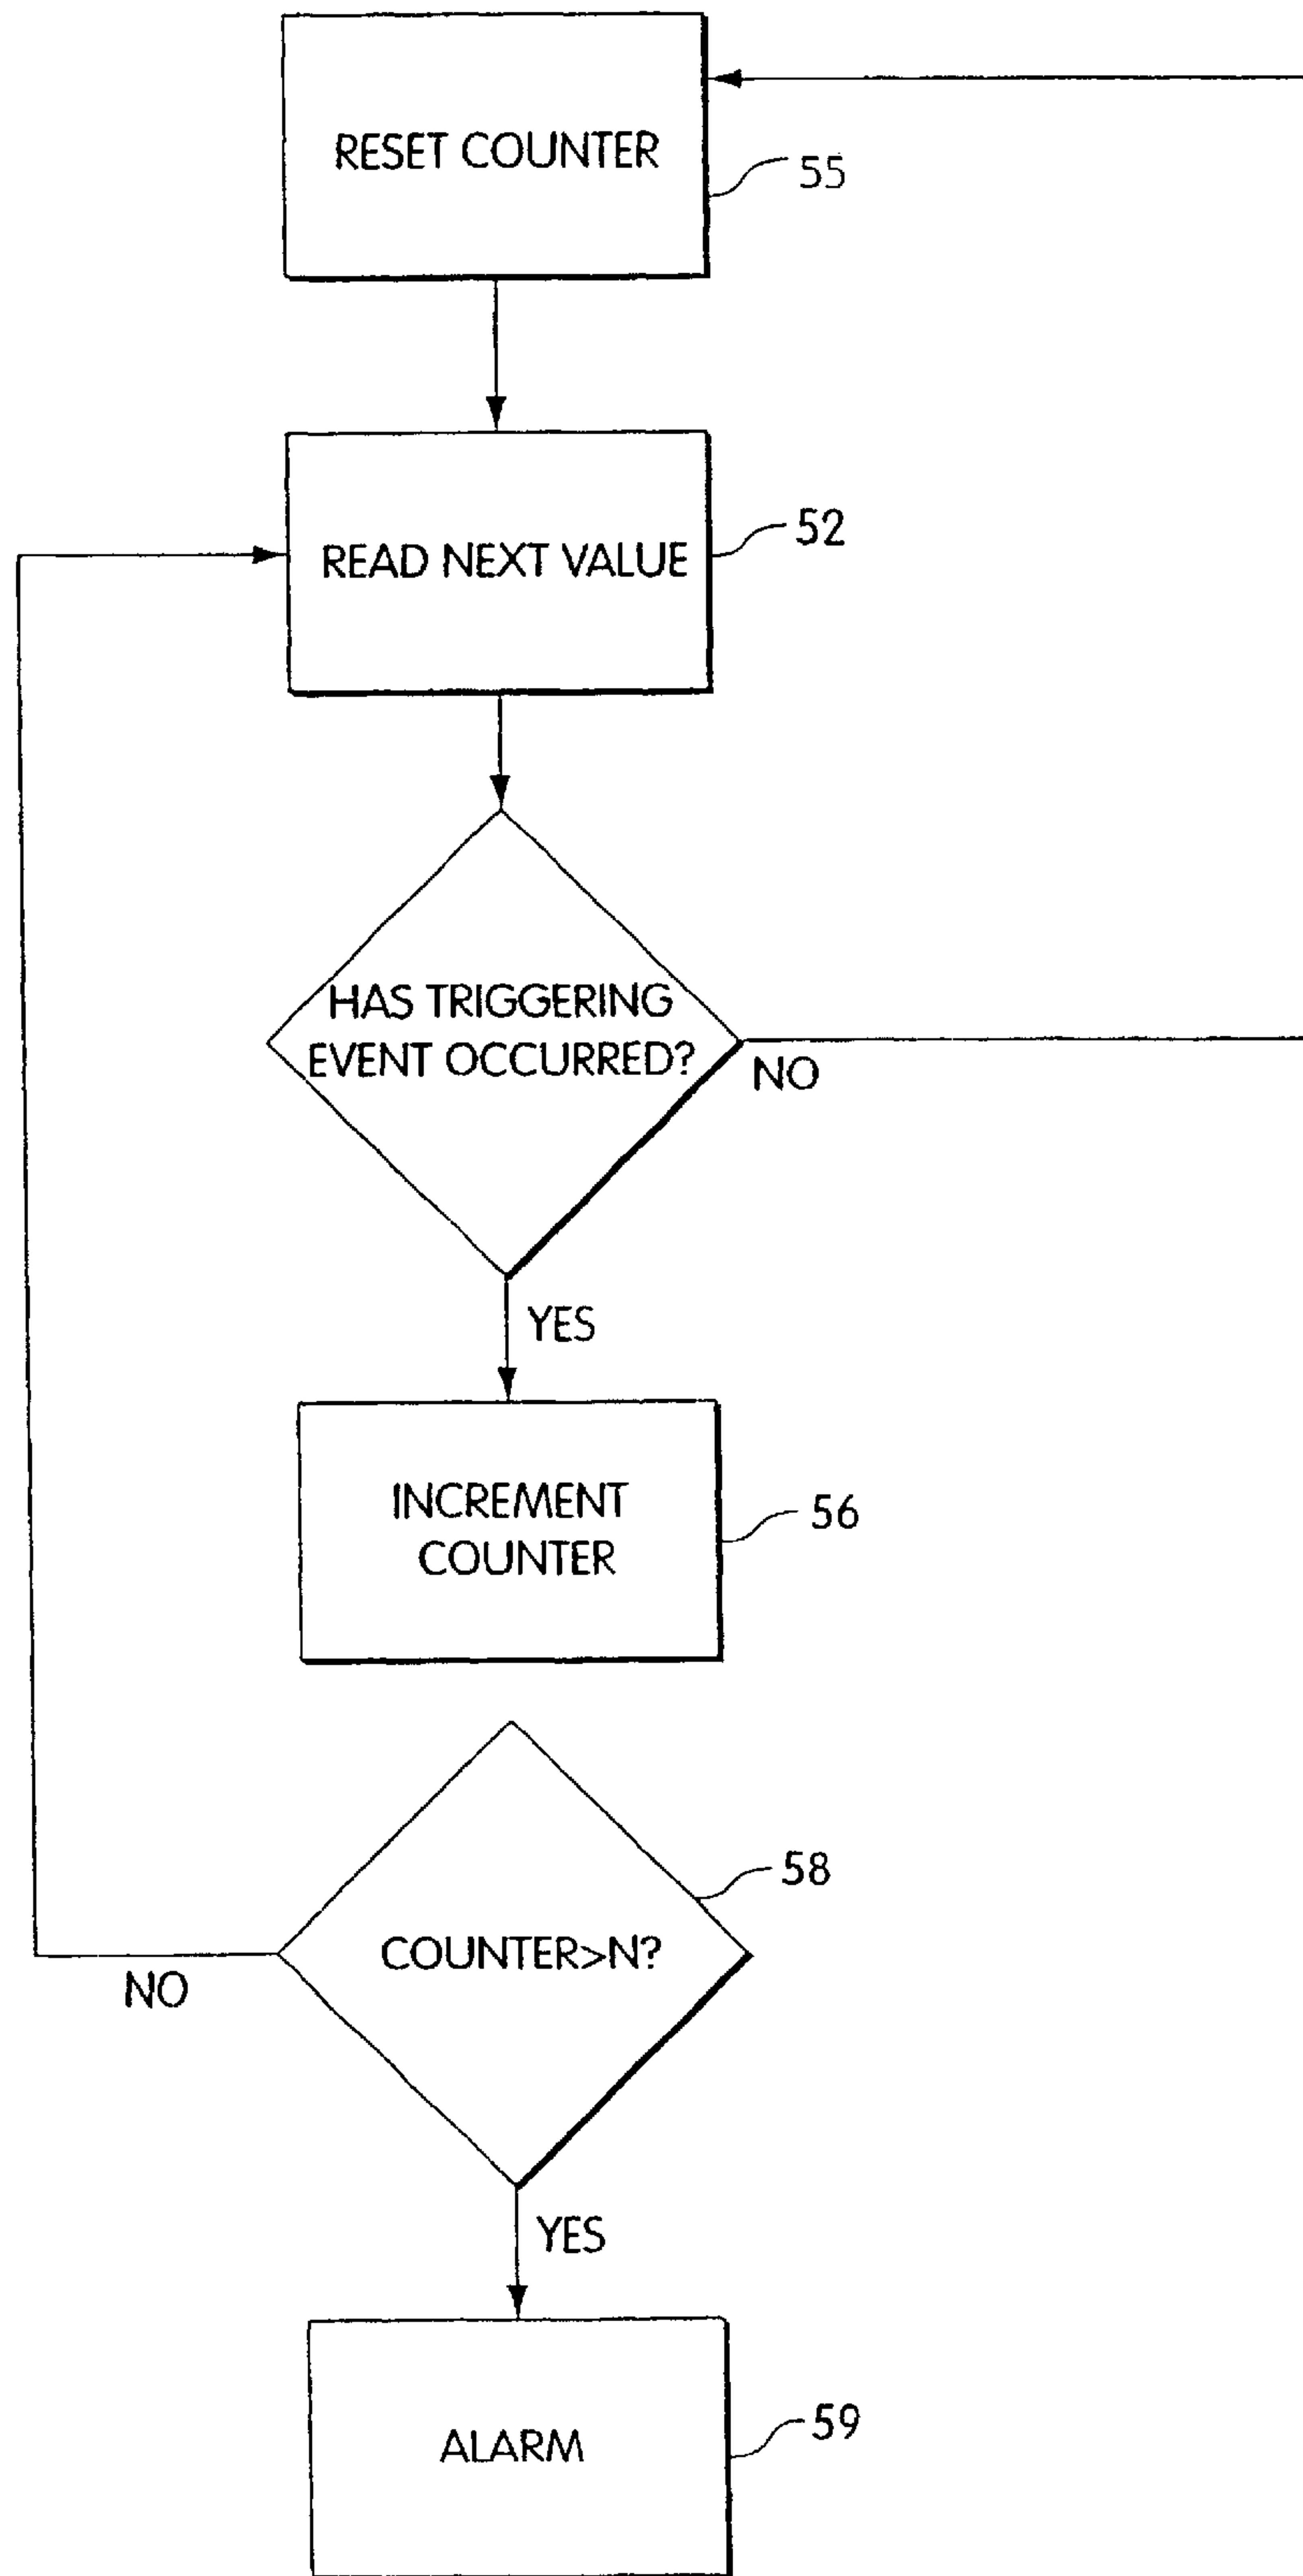 RESET COUNTER
55
READ NEXT VALUE
52
HAS TRIGGERING
EVENT OCCURRED?
NO
YES
INCREMENT
COUNTER
56
58
COUNTER>N?
NO
YES
ALARM
59